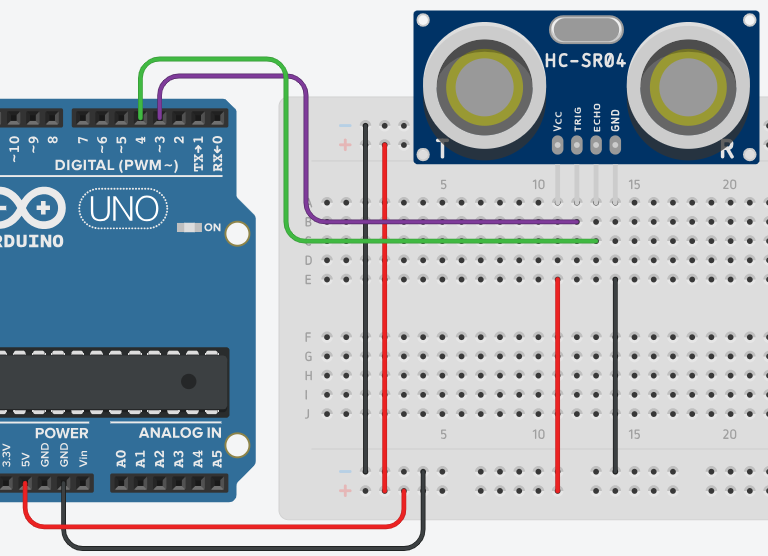 HC-SR04
Vcc TRIG ECHO GND
T R
~10 ~9 8 7 ~6 ~5 4 ~3 2 TX→1 RX←0
DIGITAL (PWM~)
UNO
ON
RDUINO
− +
5 10 15 20
A
B
C
D
E
F
G
H
I
J
5 10 15 20
− +
POWER ANALOG IN
3.3V 5V GND GND Vin A0 A1 A2 A3 A4 A5